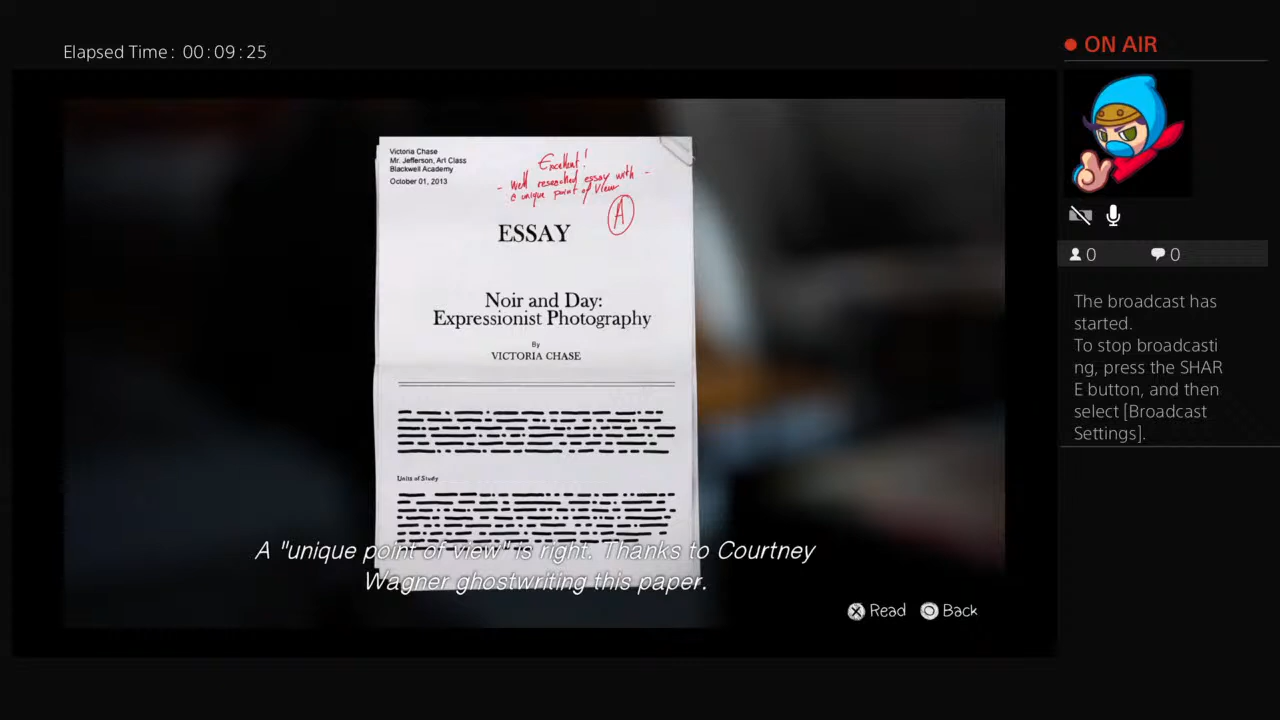 Elapsed Time: 00:09:25
ON AIR
Victoria Chase
Mr. Jefferson, Art Class
Blackwell Academy
October 01, 2013
Excellent!
- Well researched essay with -
a unique point of view
A
ESSAY
Noir and Day:
Expressionist Photography
By
VICTORIA CHASE
Units of Study
A "unique point of view" is right. Thanks to Courtney
Wagner ghostwriting this paper.
Read
Back
0
0
The broadcast has
started.
To stop broadcasti
ng, press the SHAR
E button, and then
select [Broadcast
Settings].